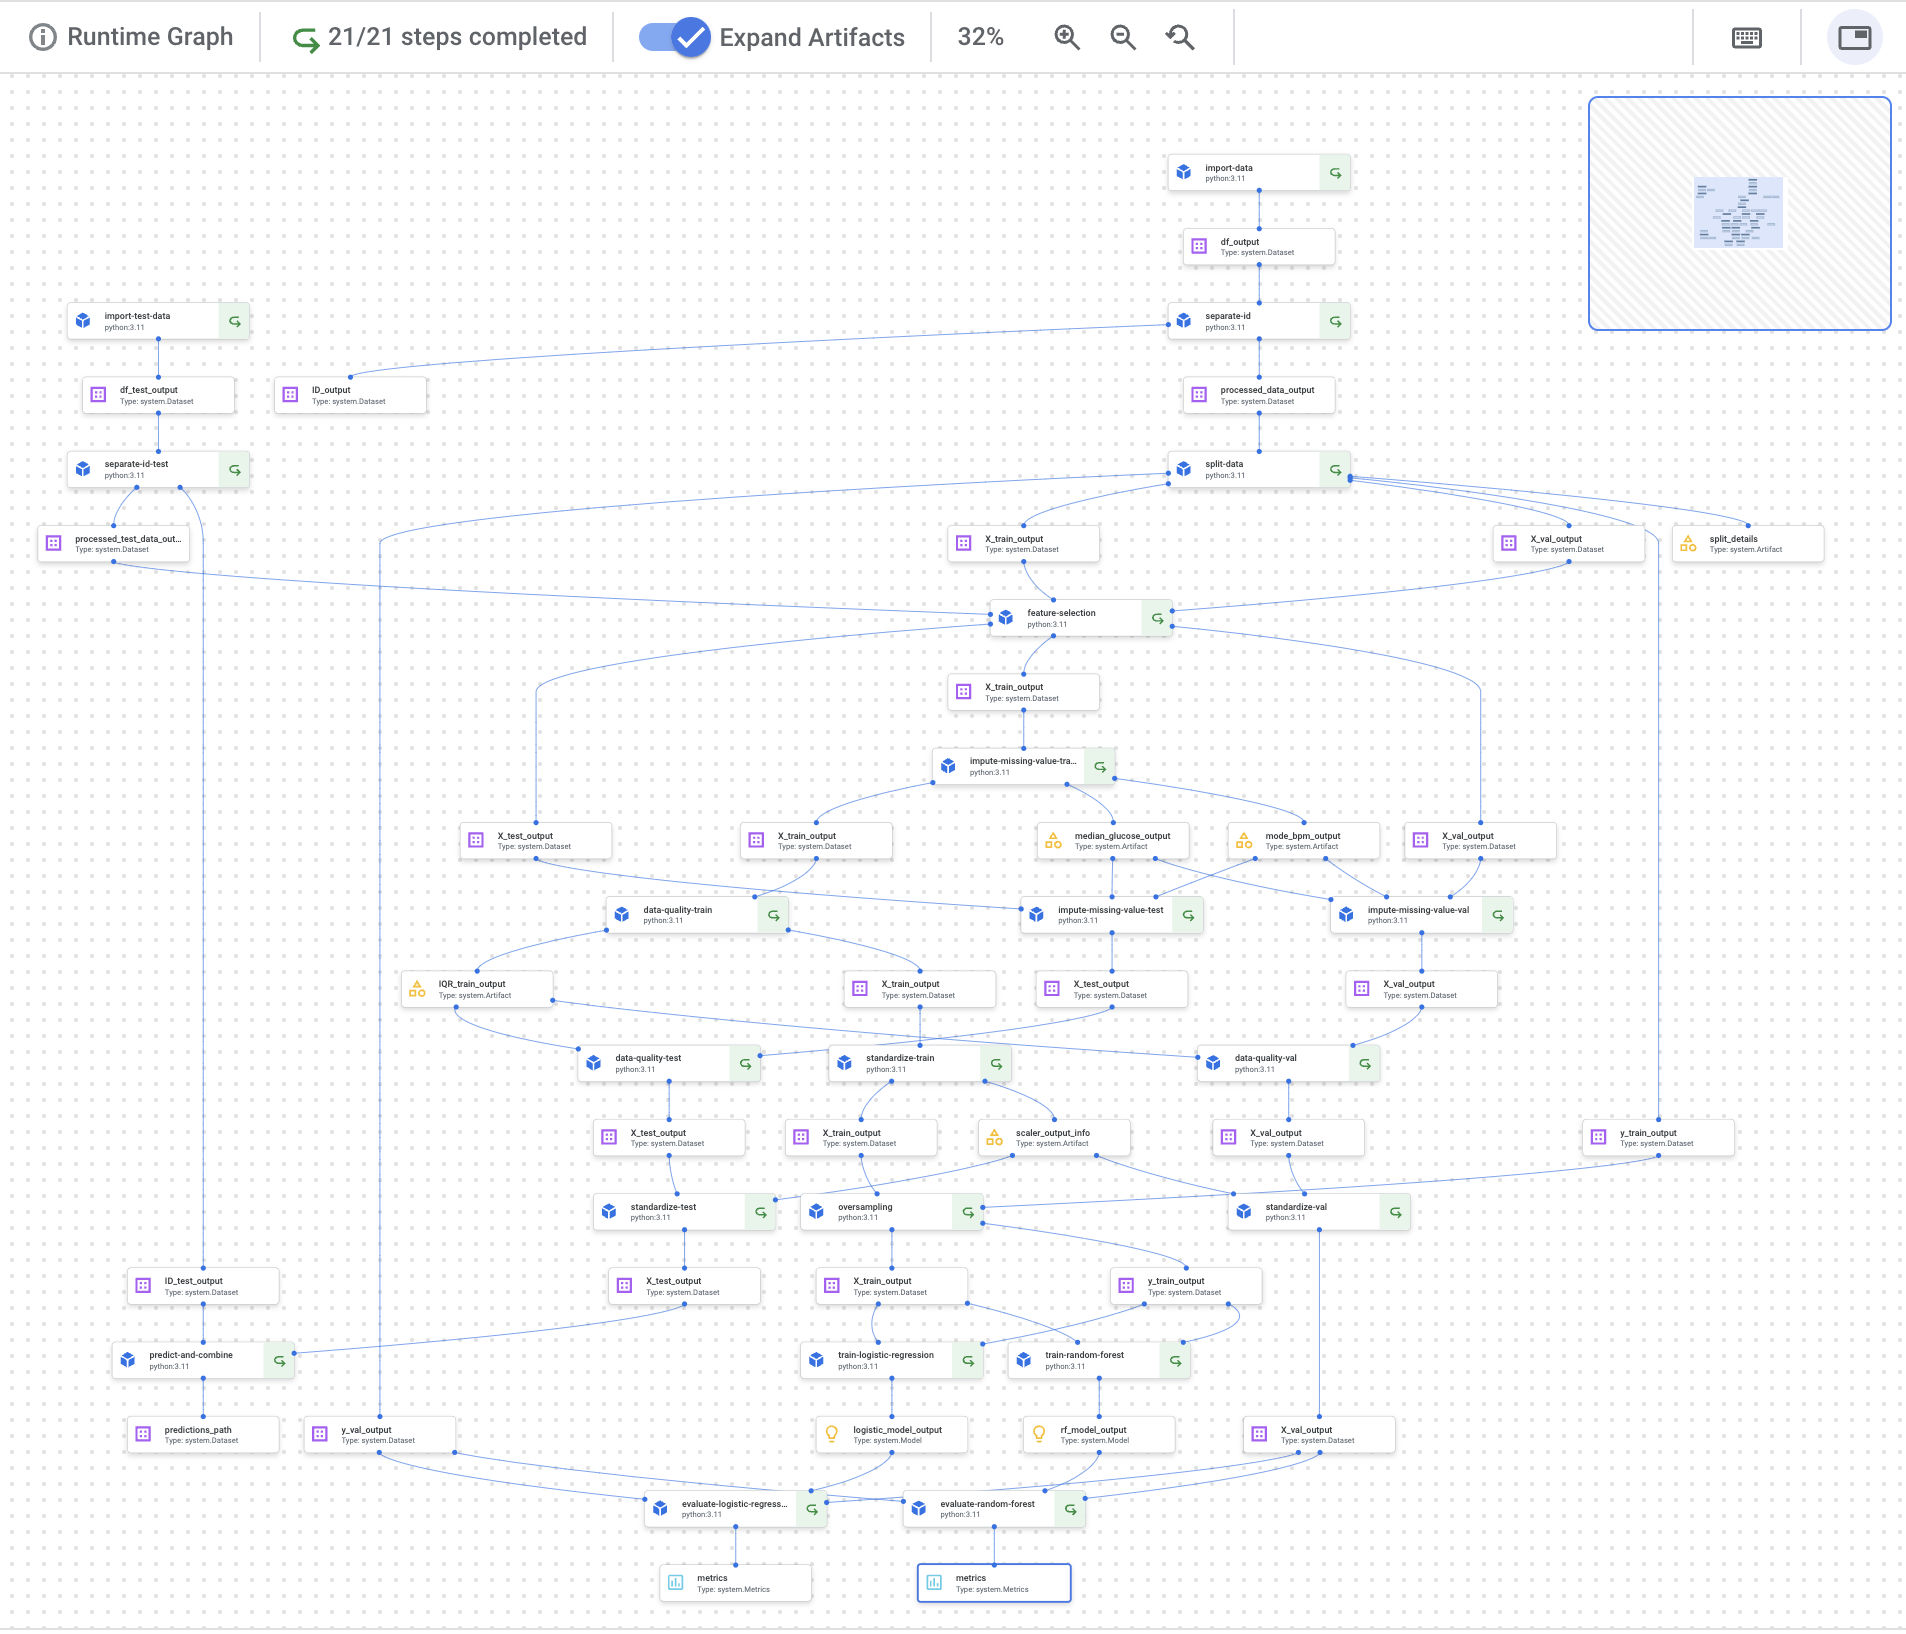 Runtime Graph
21/21 steps completed
Expand Artifacts
32%
import-data
python:3.11
df_output
Type: system.Dataset
import-test-data
python:3.11
separate-id
python:3.11
df_test_output
Type: system.Dataset
ID_output
Type: system.Dataset
processed_data_output
Type: system.Dataset
separate-id-test
python:3.11
split-data
python:3.11
processed_test_data_out...
Type: system.Dataset
X_train_output
Type: system.Dataset
X_val_output
Type: system.Dataset
split_details
Type: system.Artifact
feature-selection
python:3.11
X_train_output
Type: system.Dataset
impute-missing-value-tra...
python:3.11
X_test_output
Type: system.Dataset
X_train_output
Type: system.Dataset
median_glucose_output
Type: system.Artifact
mode_bpm_output
Type: system.Artifact
X_val_output
Type: system.Dataset
data-quality-train
python:3.11
impute-missing-value-test
python:3.11
impute-missing-value-val
python:3.11
IQR_train_output
Type: system.Artifact
X_train_output
Type: system.Dataset
X_test_output
Type: system.Dataset
X_val_output
Type: system.Dataset
data-quality-test
python:3.11
standardize-train
python:3.11
data-quality-val
python:3.11
X_test_output
Type: system.Dataset
X_train_output
Type: system.Dataset
scaler_output_info
Type: system.Artifact
X_val_output
Type: system.Dataset
y_train_output
Type: system.Dataset
standardize-test
python:3.11
oversampling
python:3.11
standardize-val
python:3.11
ID_test_output
Type: system.Dataset
X_test_output
Type: system.Dataset
X_train_output
Type: system.Dataset
y_train_output
Type: system.Dataset
predict-and-combine
python:3.11
train-logistic-regression
python:3.11
train-random-forest
python:3.11
predictions_path
Type: system.Dataset
y_val_output
Type: system.Dataset
logistic_model_output
Type: system.Model
rf_model_output
Type: system.Model
X_val_output
Type: system.Dataset
evaluate-logistic-regress...
python:3.11
evaluate-random-forest
python:3.11
metrics
Type: system.Metrics
metrics
Type: system.Metrics